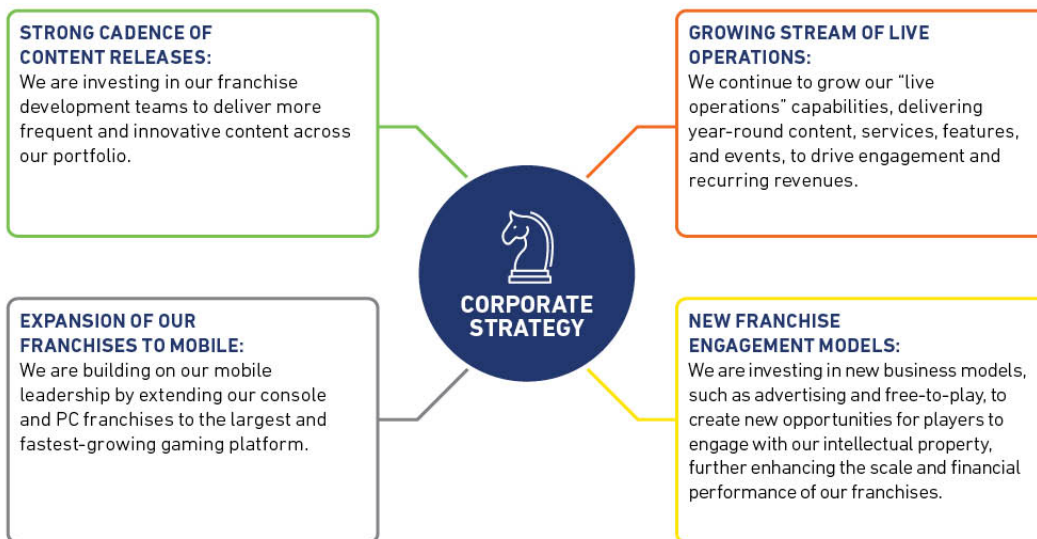 STRONG CADENCE OF
CONTENT RELEASES:
We are investing in our franchise
development teams to deliver more
frequent and innovative content across
our portfolio.
GROWING STREAM OF LIVE
OPERATIONS:
We continue to grow our “live
operations” capabilities, delivering
year-round content, services, features,
and events, to drive engagement and
recurring revenues.
CORPORATE
STRATEGY
EXPANSION OF OUR
FRANCHISES TO MOBILE:
We are building on our mobile
leadership by extending our console
and PC franchises to the largest and
fastest-growing gaming platform.
NEW FRANCHISE
ENGAGEMENT MODELS:
We are investing in new business models,
such as advertising and free-to-play, to
create new opportunities for players to
engage with our intellectual property,
further enhancing the scale and financial
performance of our franchises.